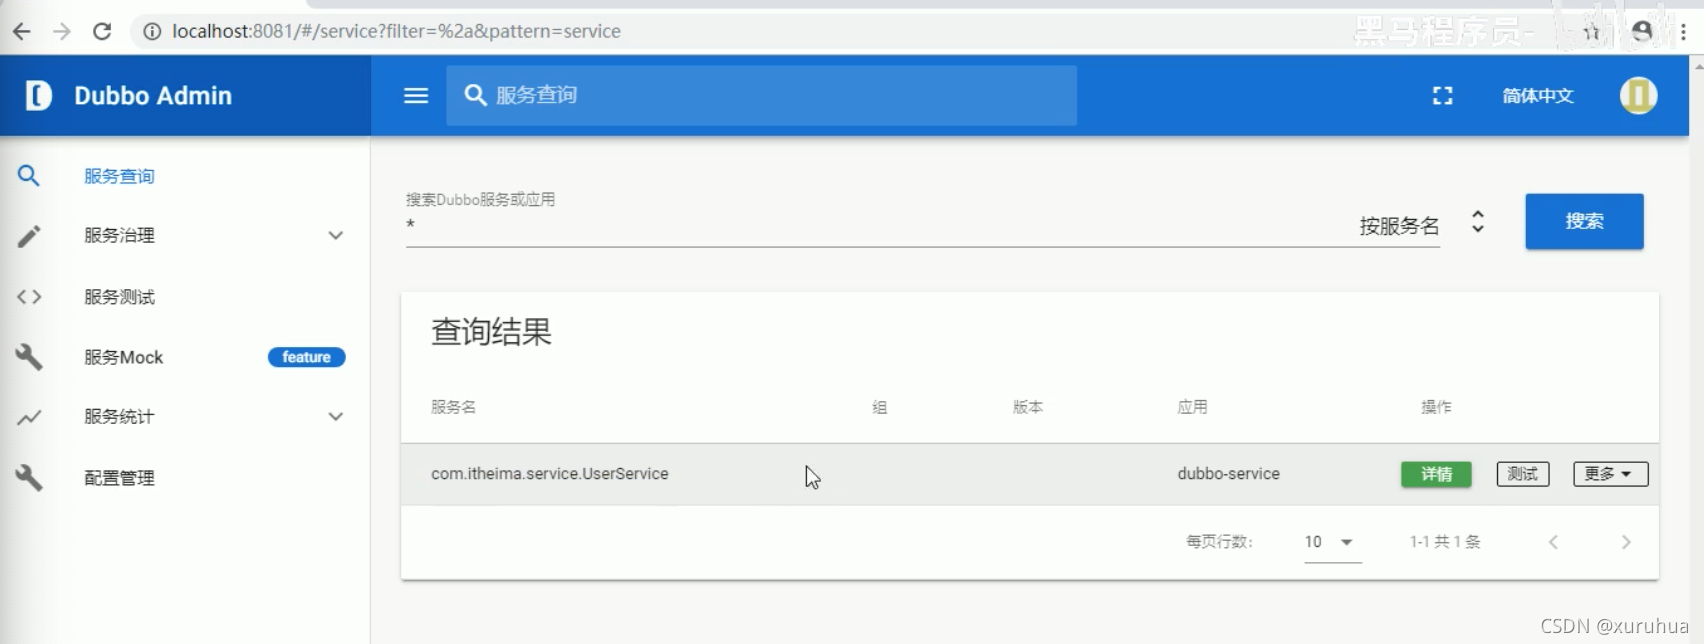 localhost:8081/#/service?filter=%2a&pattern=service
黑马程序员-
Dubbo Admin
服务查询
简体中文
服务查询
服务治理
服务测试
服务Mock
feature
服务统计
配置管理
搜索Dubbo服务或应用
*
按服务名
搜索
查询结果
服务名 组 版本 应用 操作
com.itheima.service.UserService dubbo-service 详情 测试 更多
每页行数: 10 1-1 共 1 条
CSDN @xuruhua